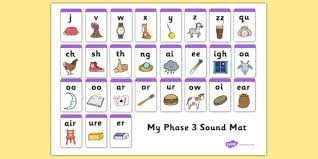 j v w x y z zz qu
ch sh th ng ai ee igh oa
oo oo ar or ur ow oi ear
air ure er My Phase 3 Sound Mat
twinkl